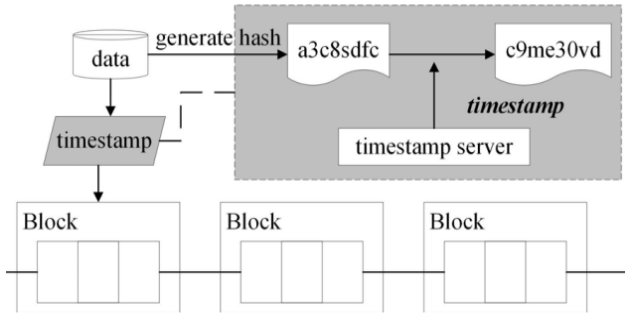 data
generate hash
a3c8sdfc
c9me30vd
timestamp
timestamp
timestamp server
Block
Block
Block